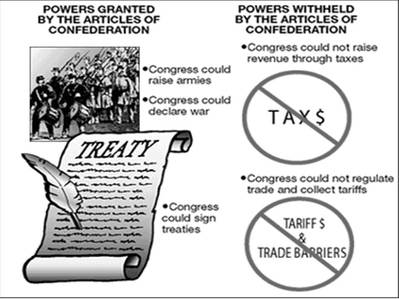 POWERS GRANTED
BY THE ARTICLES OF
CONFEDERATION
•Congress could
raise armies
•Congress could
declare war
TREATY
•Congress
could sign
treaties
POWERS WITHHELD
BY THE ARTICLES OF
CONFEDERATION
•Congress could not raise
revenue through taxes
TAX $
•Congress could not regulate
trade and collect tariffs
TARIFF $
&
TRADE BARRIERS